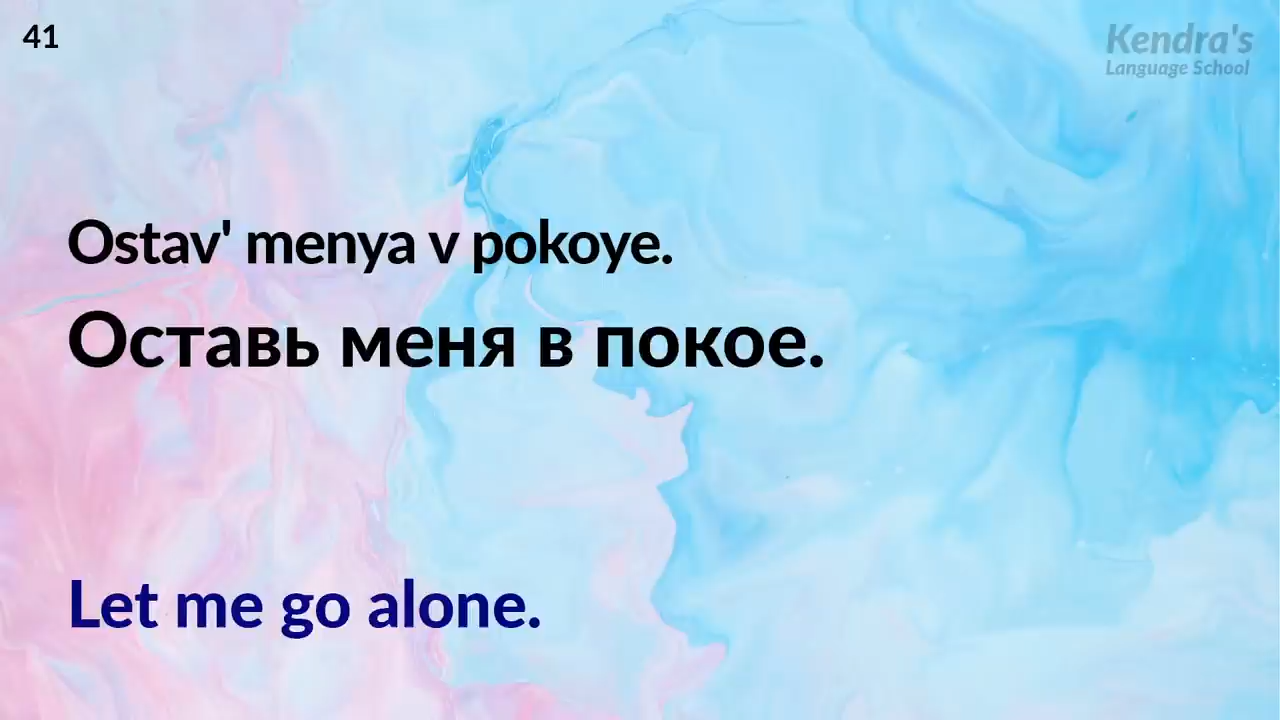 41
Kendra's
Language School
Ostav' menya v pokoye.
Оставь меня в покое.
Let me go alone.